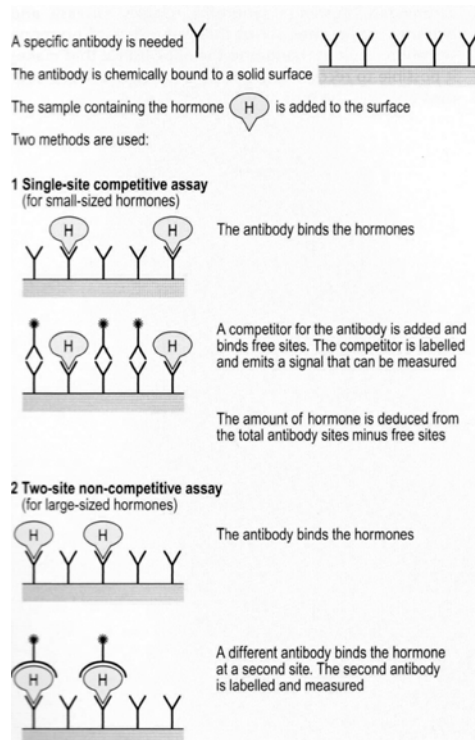 A specific antibody is needed
The antibody is chemically bound to a solid surface
The sample containing the hormone H is added to the surface
Two methods are used:
1 Single-site competitive assay
(for small-sized hormones)
H H
The antibody binds the hormones
H H
A competitor for the antibody is added and
binds free sites. The competitor is labelled
and emits a signal that can be measured
The amount of hormone is deduced from
the total antibody sites minus free sites
2 Two-site non-competitive assay
(for large-sized hormones)
H H
The antibody binds the hormones
H H
A different antibody binds the hormone
at a second site. The second antibody
is labelled and measured